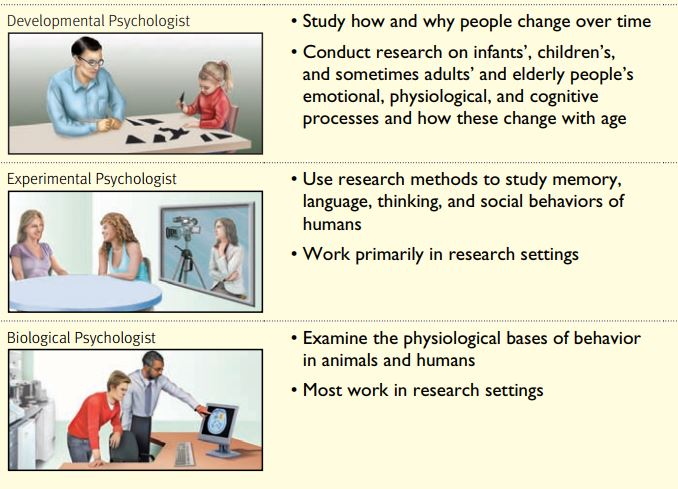 Developmental Psychologist
• Study how and why people change over time
• Conduct research on infants’, children’s,
and sometimes adults’ and elderly people’s
emotional, physiological, and cognitive
processes and how these change with age
Experimental Psychologist
• Use research methods to study memory,
language, thinking, and social behaviors of
humans
• Work primarily in research settings
Biological Psychologist
• Examine the physiological bases of behavior
in animals and humans
• Most work in research settings